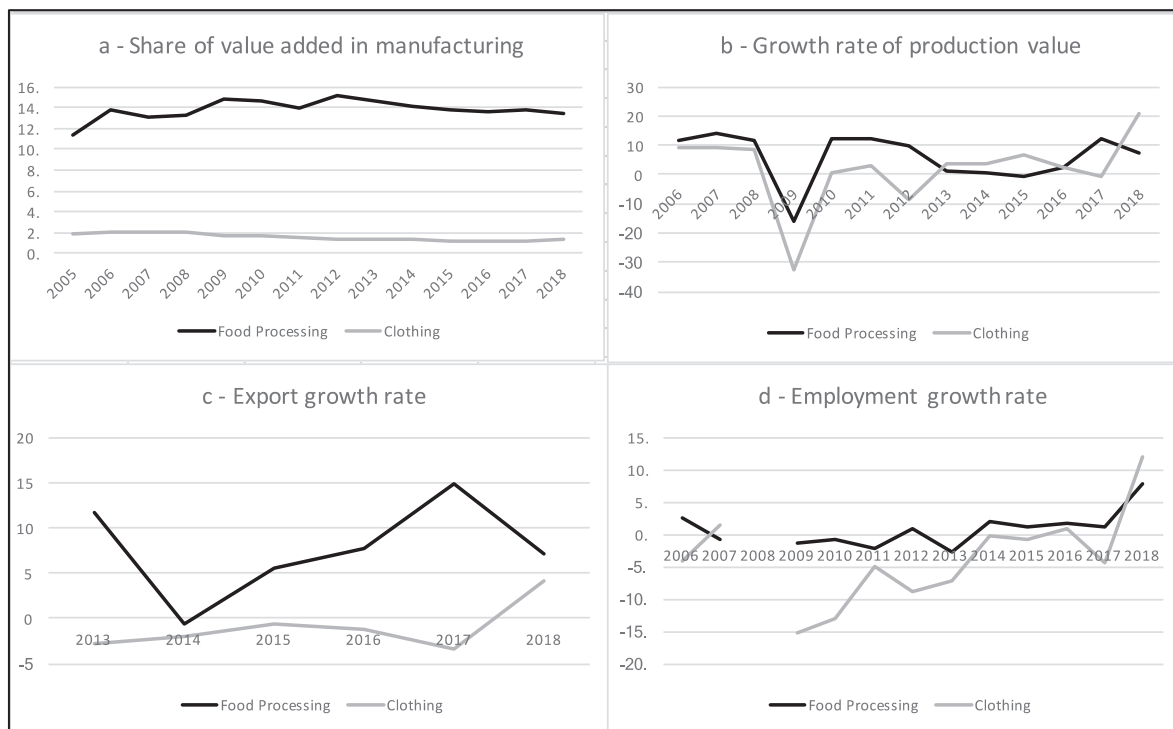 a - Share of value added in manufacturing
16.
14.
12.
10.
8.
6.
4.
2.
0.
2005 2006 2007 2008 2009 2010 2011 2012 2013 2014 2015 2016 2017 2018
Food Processing Clothing
b - Growth rate of production value
30
20
10
0
-10
-20
-30
-40
2006 2007 2008 2009 2010 2011 2012 2013 2014 2015 2016 2017 2018
Food Processing Clothing
c - Export growth rate
20
15
10
5
0
-5
2013 2014 2015 2016 2017 2018
Food Processing Clothing
d - Employment growth rate
15.
10.
5.
0.
-5.
-10.
-15.
-20.
2006 2007 2008 2009 2010 2011 2012 2013 2014 2015 2016 2017 2018
Food Processing Clothing